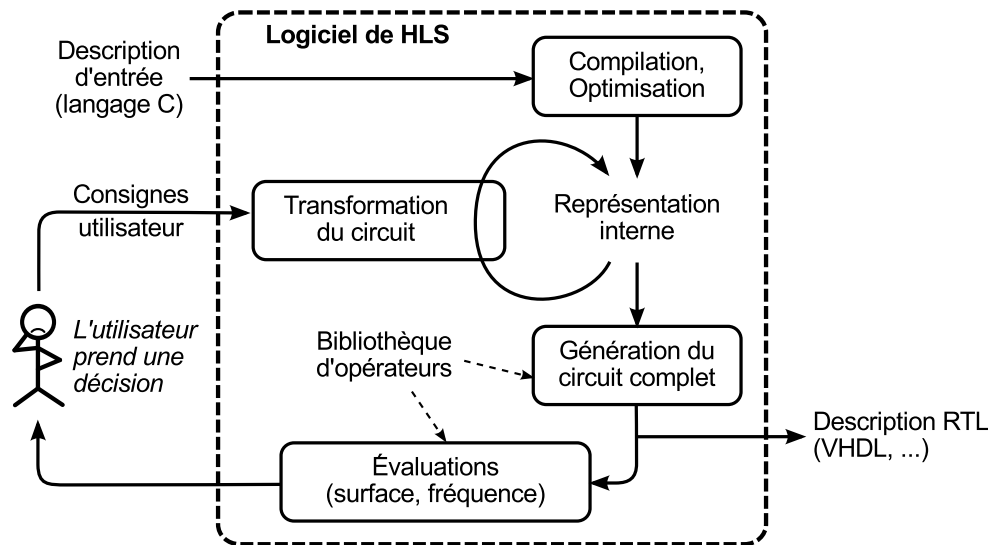 Logiciel de HLS
Description
d'entrée
(langage C)
Compilation,
Optimisation
Consignes
utilisateur
Transformation
du circuit
Représentation
interne
L'utilisateur
prend une
décision
Bibliothèque
d'opérateurs
Génération du
circuit complet
Description RTL
(VHDL, ...)
Évaluations
(surface, fréquence)